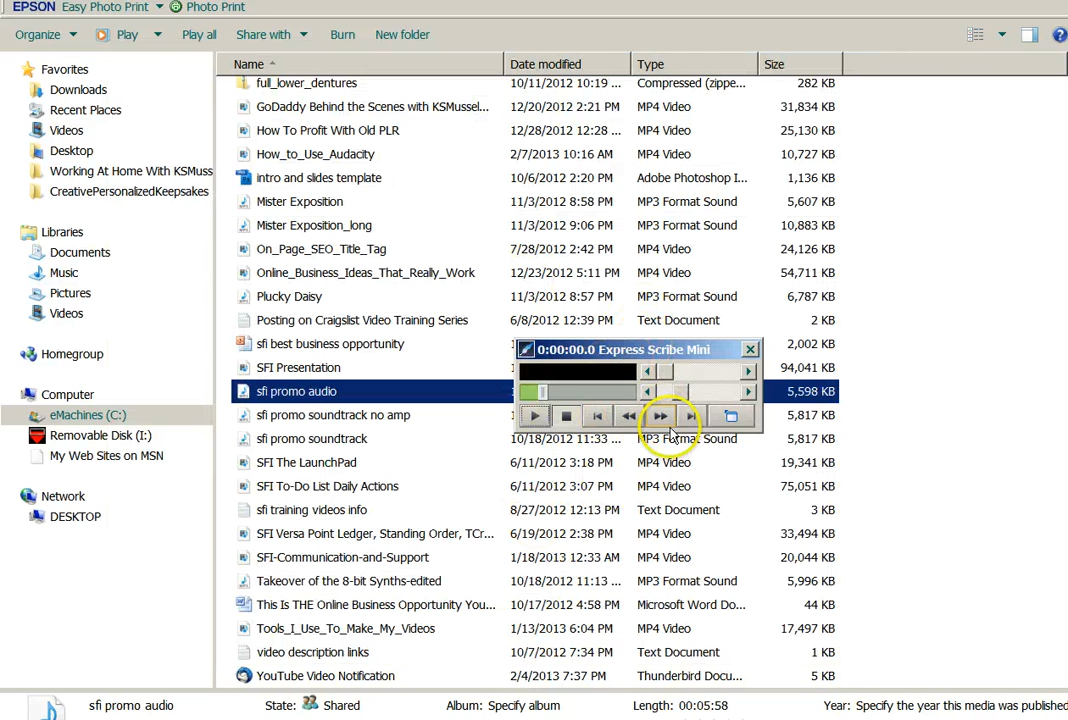 EPSON Easy Photo Print Photo Print
Organize Play Play all Share with Burn New folder
Favorites
Downloads
Recent Places
Videos
Desktop
Working At Home With KSMuss
CreativePersonalizedKeepsakes
Libraries
Documents
Music
Pictures
Videos
Homegroup
Computer
eMachines (C:)
Removable Disk (I:)
My Web Sites on MSN
Network
DESKTOP
Name Date modified Type Size
full_lower_dentures 10/11/2012 10:19 ... Compressed (zippe... 282 KB
GoDaddy Behind the Scenes with KSMussel... 12/20/2012 2:21 PM MP4 Video 31,834 KB
How To Profit With Old PLR 12/28/2012 12:28 ... MP4 Video 25,130 KB
How_to_Use_Audacity 2/7/2013 10:16 AM MP4 Video 10,727 KB
intro and slides template 10/6/2012 2:20 PM Adobe Photoshop I... 1,136 KB
Mister Exposition 11/3/2012 8:58 PM MP3 Format Sound 5,607 KB
Mister Exposition_long 11/3/2012 9:06 PM MP3 Format Sound 10,883 KB
On_Page_SEO_Title_Tag 7/28/2012 2:42 PM MP4 Video 24,126 KB
Online_Business_Ideas_That_Really_Work 12/23/2012 5:11 PM MP4 Video 54,711 KB
Plucky Daisy 11/3/2012 8:57 PM MP3 Format Sound 6,787 KB
Posting on Craigslist Video Training Series 6/8/2012 12:39 PM Text Document 2 KB
sfi best business opportunity 2,002 KB
SFI Presentation 94,041 KB
sfi promo audio 5,598 KB
sfi promo soundtrack no amp 5,817 KB
sfi promo soundtrack 10/18/2012 11:33 ... MP3 Format Sound 5,817 KB
SFI The LaunchPad 6/11/2012 3:18 PM MP4 Video 19,341 KB
SFI To-Do List Daily Actions 6/11/2012 3:07 PM MP4 Video 75,051 KB
sfi training videos info 8/27/2012 12:13 PM Text Document 3 KB
SFI Versa Point Ledger, Standing Order, TCr... 6/19/2012 2:38 PM MP4 Video 33,494 KB
SFI-Communication-and-Support 1/18/2013 12:33 AM MP4 Video 20,044 KB
Takeover of the 8-bit Synths-edited 10/18/2012 11:13 ... MP3 Format Sound 5,996 KB
This Is THE Online Business Opportunity You... 10/17/2012 4:58 PM Microsoft Word Do... 44 KB
Tools_I_Use_To_Make_My_Videos 1/13/2013 6:04 PM MP4 Video 17,497 KB
video description links 10/7/2012 7:34 PM Text Document 1 KB
YouTube Video Notification 2/4/2013 7:37 PM Thunderbird Docu... 5 KB
0:00:00.0 Express Scribe Mini
sfi promo audio State: Shared Album: Specify album Length: 00:05:58 Year: Specify the year this media was published